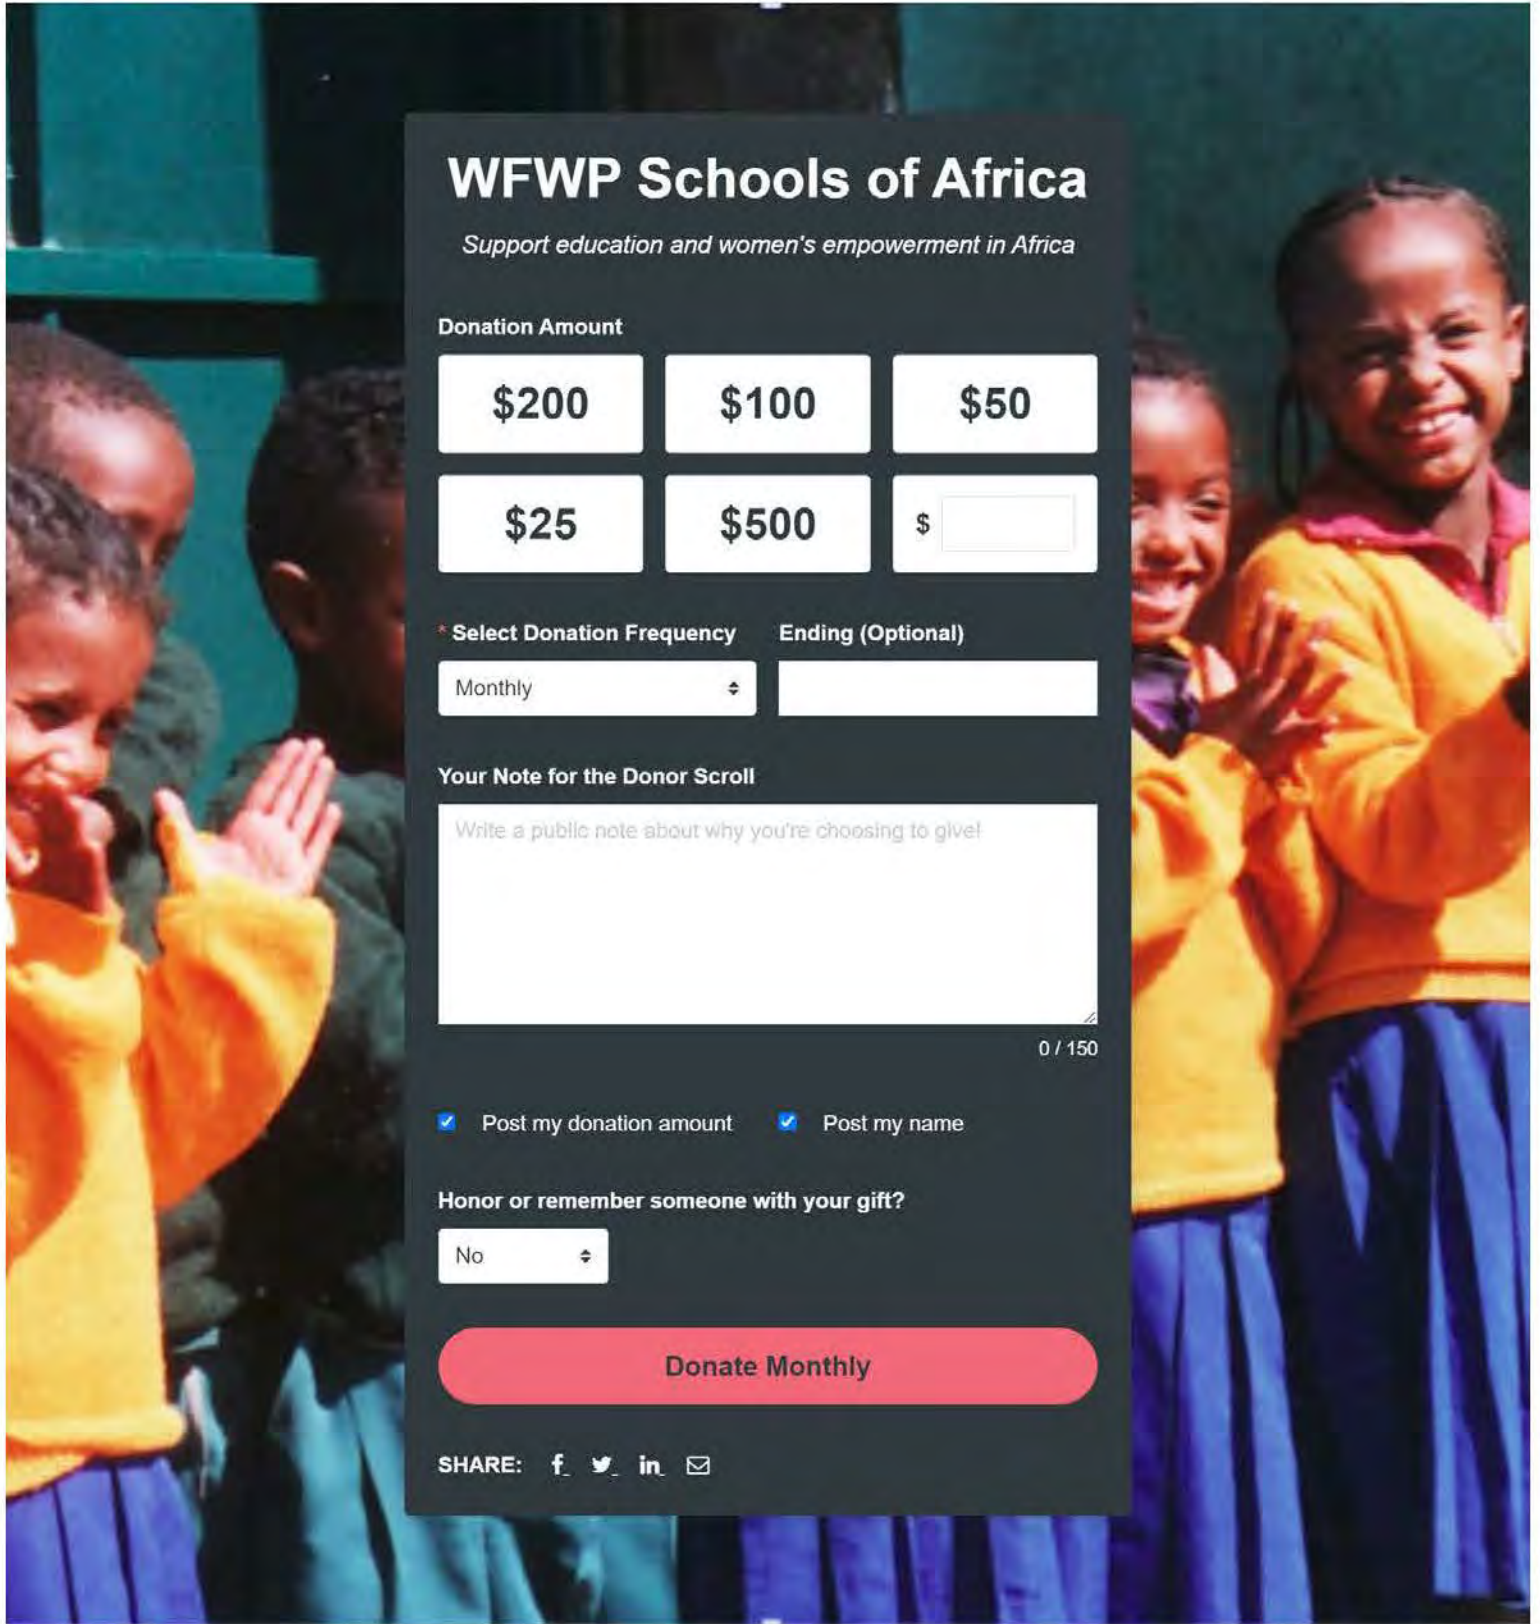 WFWP Schools of Africa
Support education and women's empowerment in Africa
Donation Amount
$200 $100 $50
$25 $500 $
* Select Donation Frequency Ending (Optional)
Monthly
Your Note for the Donor Scroll
Write a public note about why you're choosing to give!
0 / 150
Post my donation amount Post my name
Honor or remember someone with your gift?
No
Donate Monthly
SHARE: f in